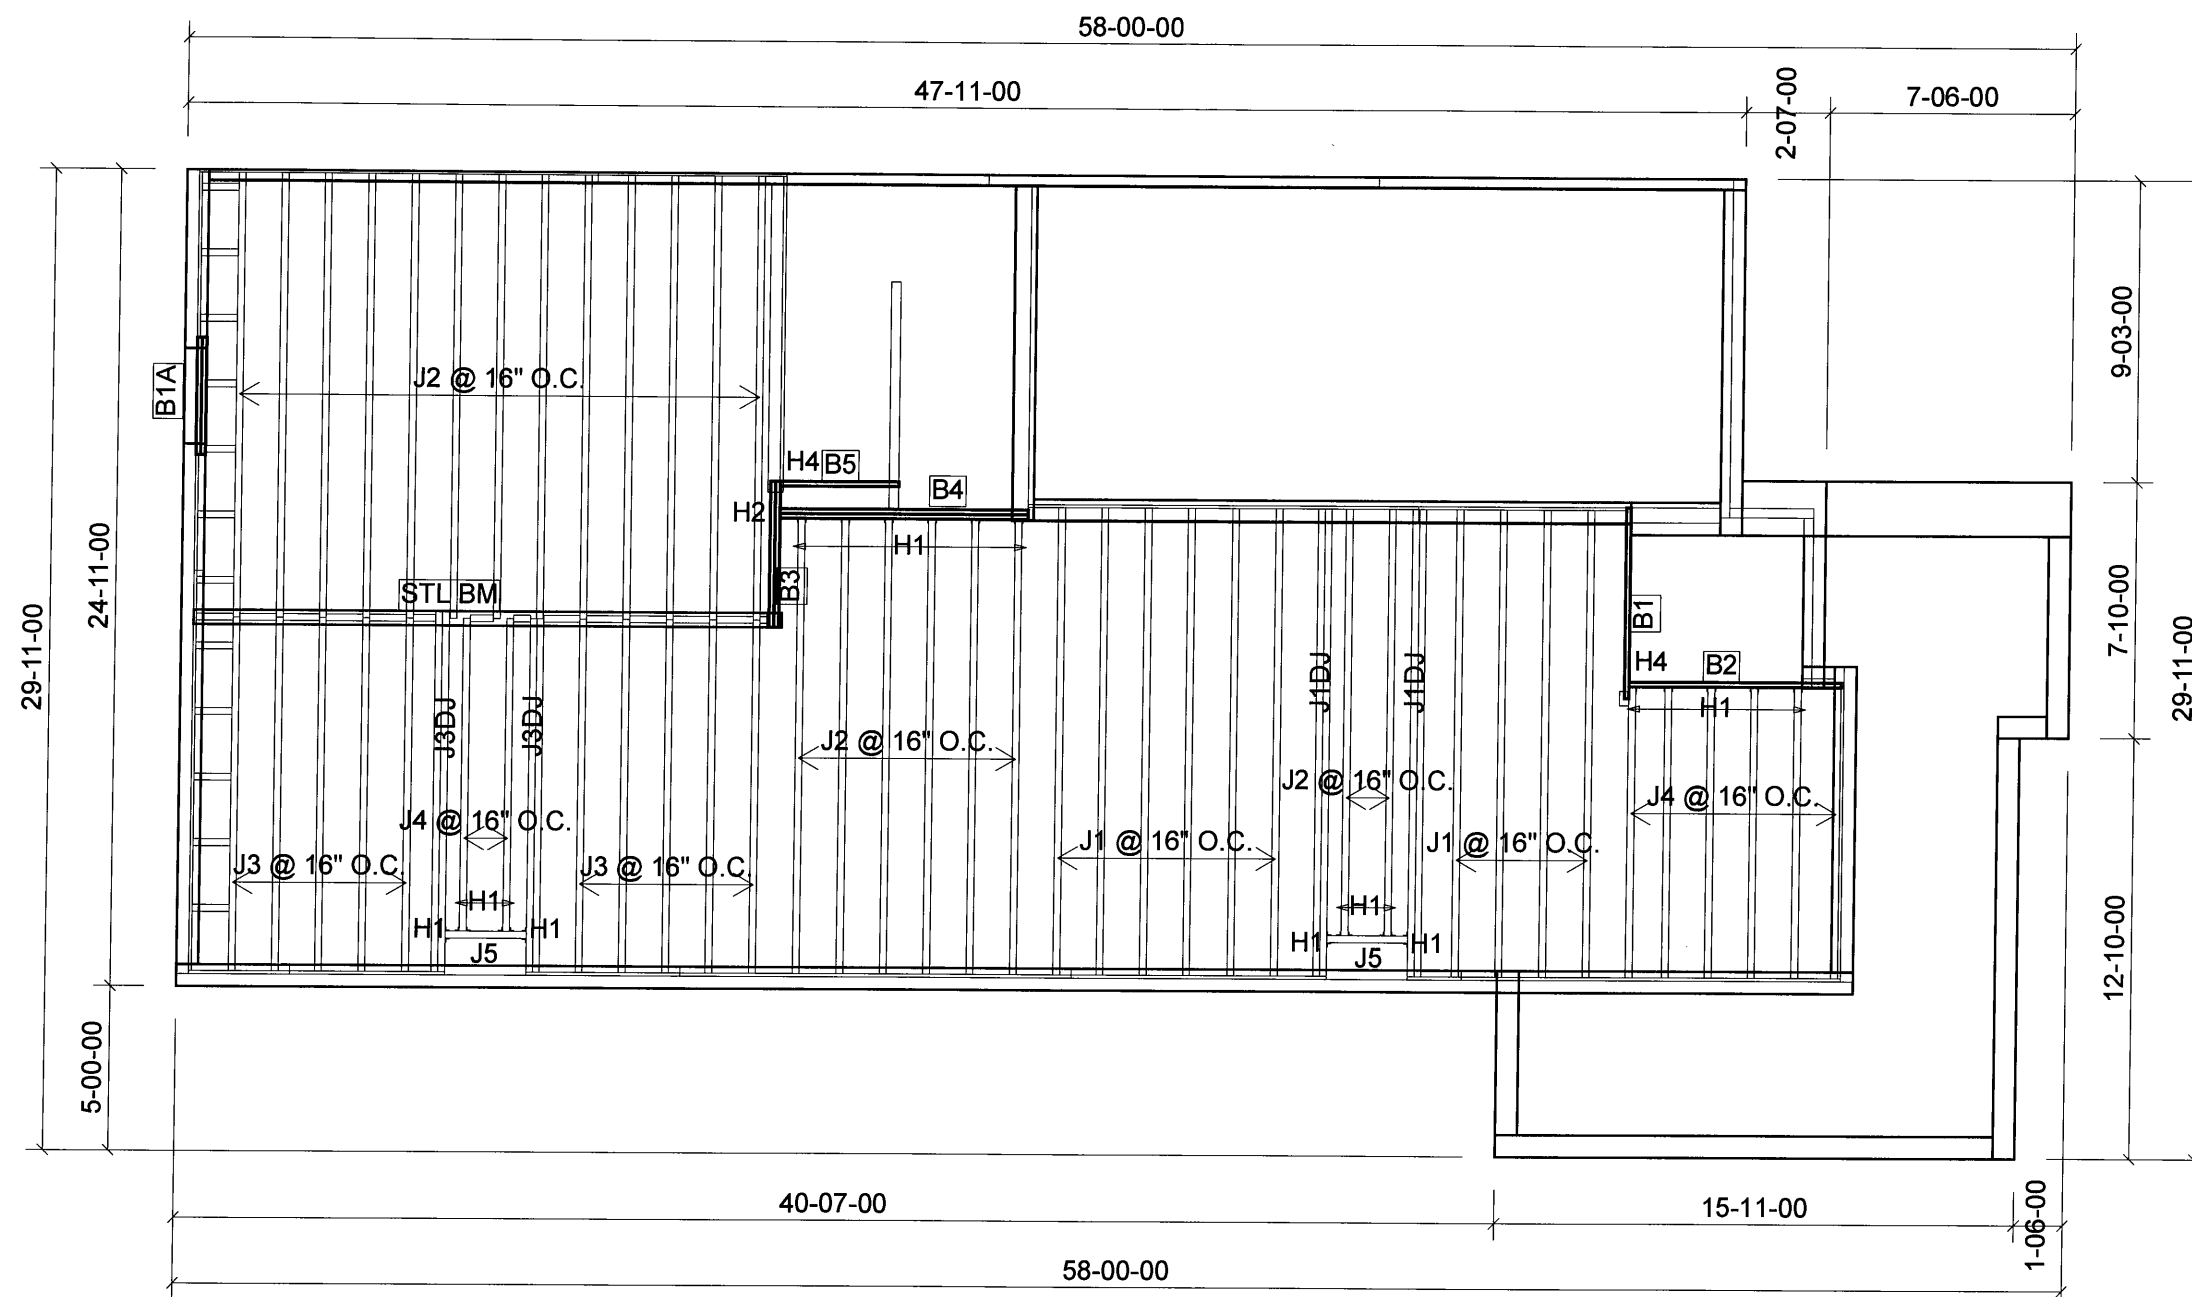 58-00-00
47-11-00
2-07-00
7-06-00
29-11-00
24-11-00
5-00-00
9-03-00
7-10-00
12-10-00
29-11-00
B1A
J2 @ 16" O.C.
H4 B5
B4
H2
H1
B3
STL BM
B1
H4 B2
H1
J3DJ
J3DJ
J1DJ
J1DJ
J2 @ 16" O.C.
J2 @ 16" O.C.
J4 @ 16" O.C.
J4 @ 16" O.C.
J1 @ 16" O.C.
J1 @ 16" O.C.
J3 @ 16" O.C.
J3 @ 16" O.C.
H1
H1
H1
H1
J5
H1
H1
J5
40-07-00
15-11-00
1-06-00
58-00-00